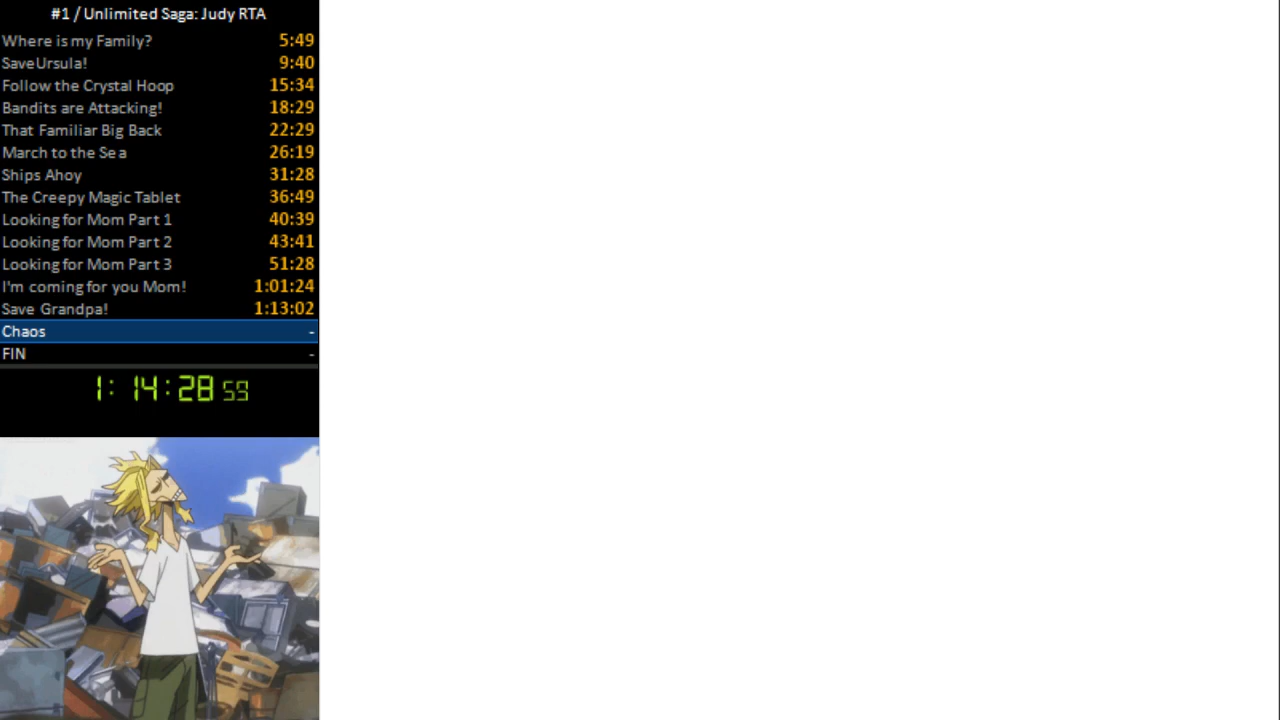 #1 / Unlimited Saga: Judy RTA
Where is my Family? 5:49
Save Ursula! 9:40
Follow the Crystal Hoop 15:34
Bandits are Attacking! 18:29
That Familiar Big Back 22:29
March to the Sea 26:19
Ships Ahoy 31:28
The Creepy Magic Tablet 36:49
Looking for Mom Part 1 40:39
Looking for Mom Part 2 43:41
Looking for Mom Part 3 51:28
I'm coming for you Mom! 1:01:24
Save Grandpa! 1:13:02
Chaos -
FIN -
1:14:28 59